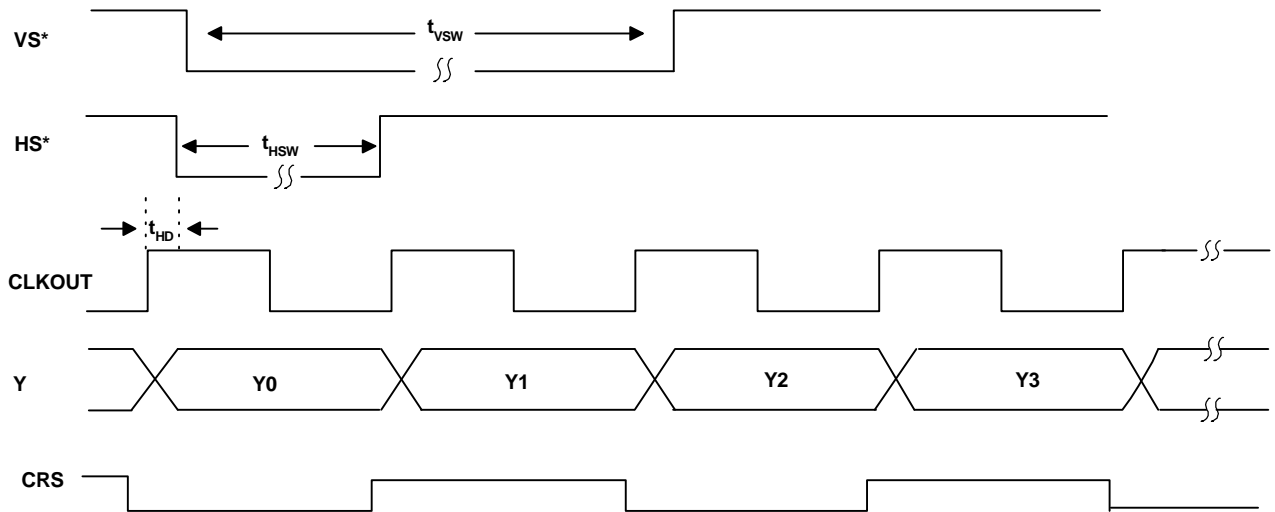 VS*
tVSW
HS*
tHSW
tHD
CLKOUT
Y
Y0
Y1
Y2
Y3
CRS